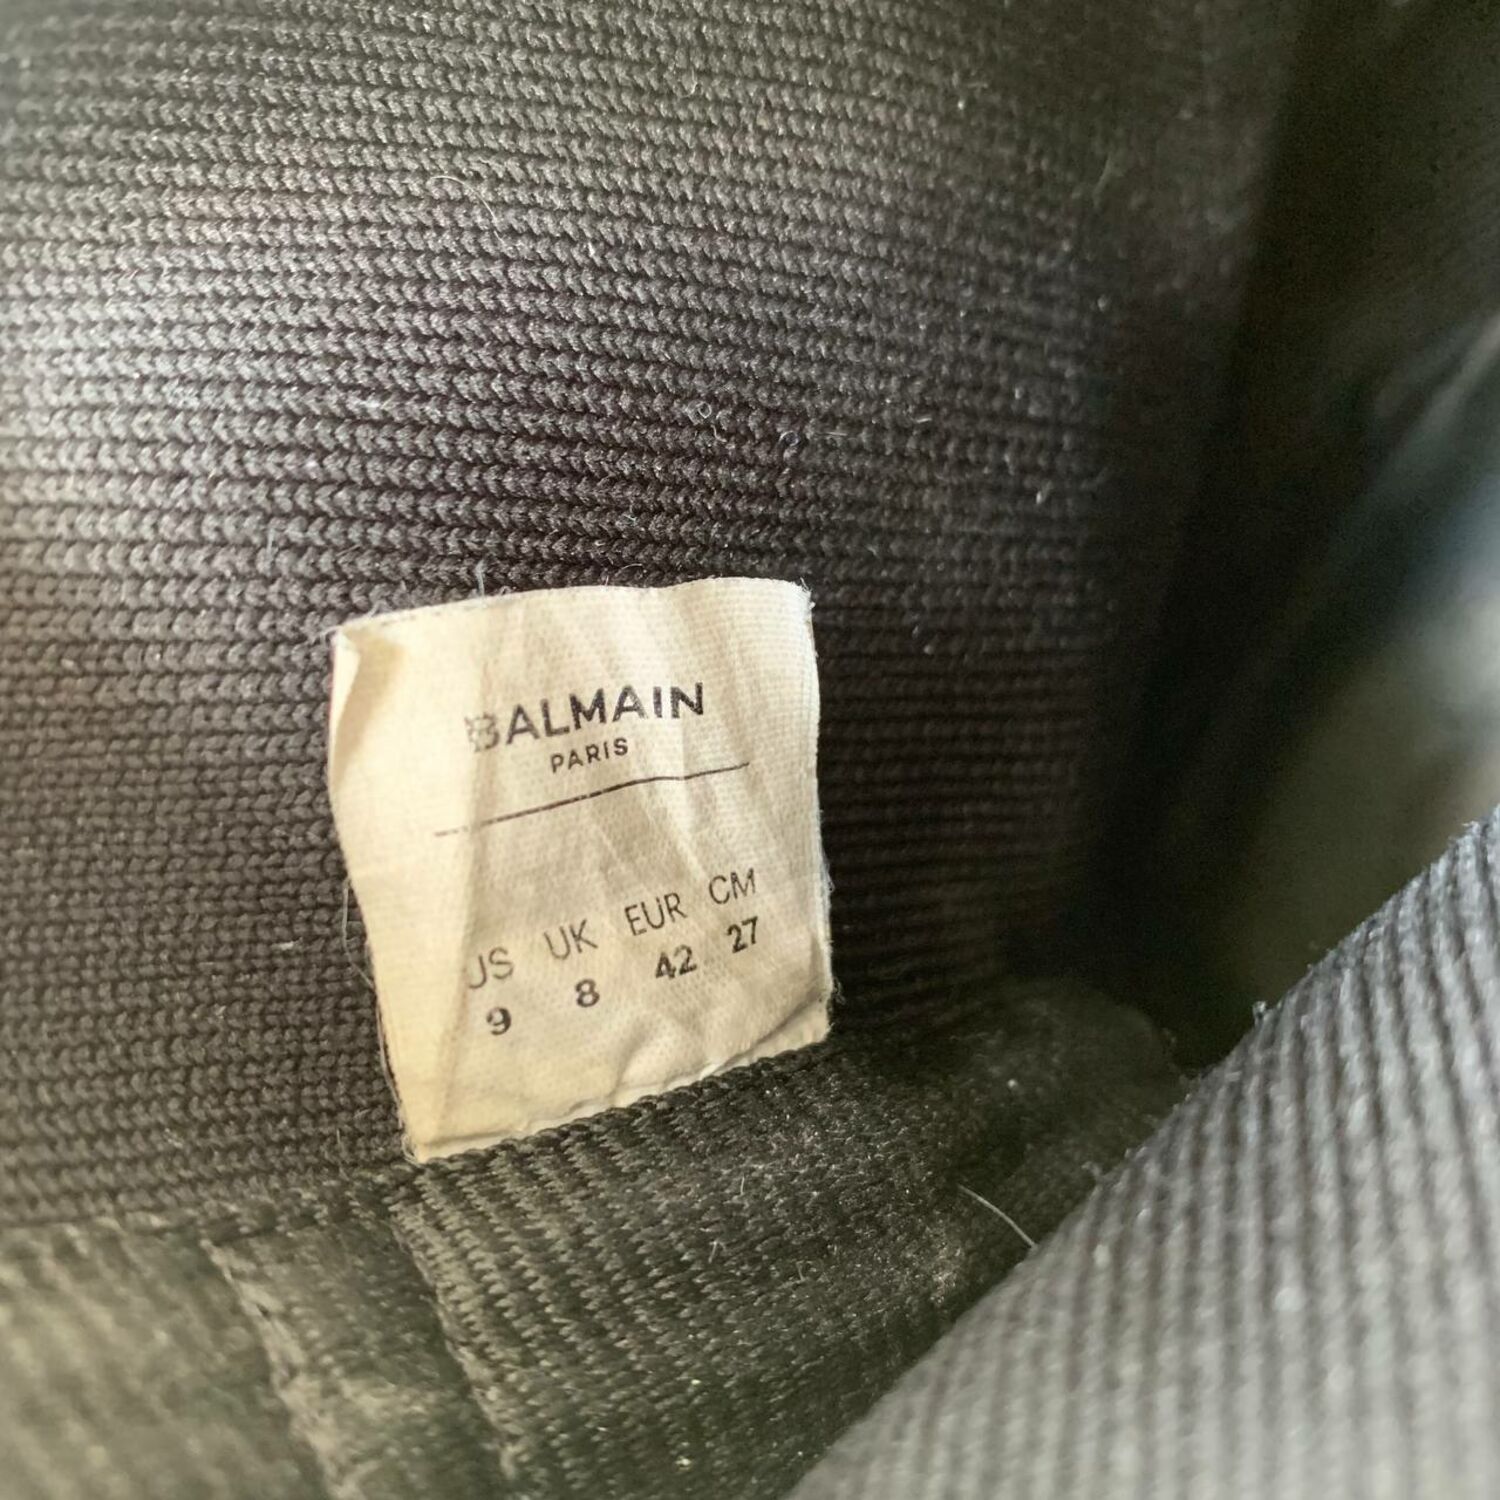 BALMAIN
PARIS
US UK EUR CM
9 8 42 27